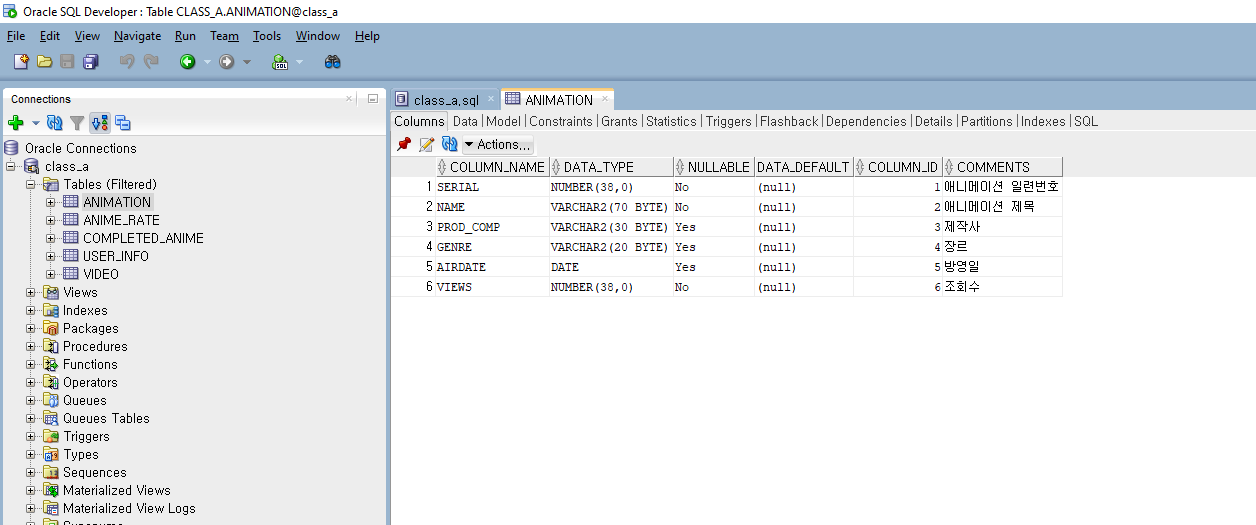 Oracle SQL Developer : Table CLASS_A.ANIMATION@class_a
File Edit View Navigate Run Team Tools Window Help
SQL
Connections
Oracle Connections
class_a
Tables (Filtered)
ANIMATION
ANIME_RATE
COMPLETED_ANIME
USER_INFO
VIDEO
Views
Indexes
Packages
Procedures
Functions
Operators
Queues
Queues Tables
Triggers
Types
Sequences
Materialized Views
Materialized View Logs
class_a.sql ANIMATION
Columns Data Model Constraints Grants Statistics Triggers Flashback Dependencies Details Partitions Indexes SQL
Actions...
COLUMN_NAME DATA_TYPE NULLABLE DATA_DEFAULT COLUMN_ID COMMENTS
1 SERIAL NUMBER(38,0) No (null) 1 애니메이션 일련번호
2 NAME VARCHAR2(70 BYTE) No (null) 2 애니메이션 제목
3 PROD_COMP VARCHAR2(30 BYTE) Yes (null) 3 제작사
4 GENRE VARCHAR2(20 BYTE) Yes (null) 4 장르
5 AIRDATE DATE Yes (null) 5 방영일
6 VIEWS NUMBER(38,0) No (null) 6 조회수